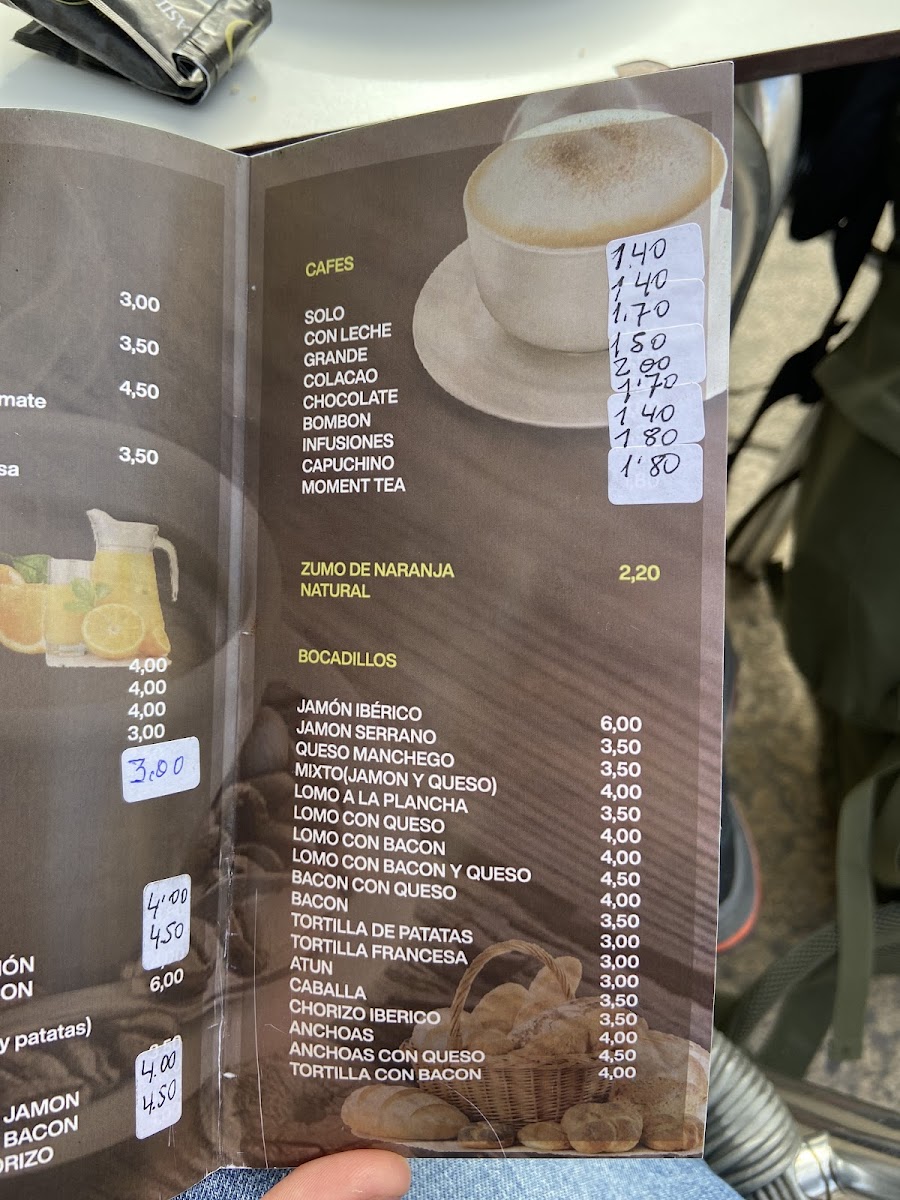 3,00
3,50
mate 4,50
sa 3,50
4,00
4,00
4,00
3,00
3.00
4'00
4.50
IÓN
ON 6,00
y patatas)
4.00
4.50
JAMON
BACON
ORIZO
CAFES
SOLO 1.40
CON LECHE 1.40
GRANDE 1.70
COLACAO 1.80
CHOCOLATE 2.00
BOMBON 1'70
INFUSIONES 1.40
CAPUCHINO 1.80
MOMENT TEA 1'80
ZUMO DE NARANJA 2,20
NATURAL
BOCADILLOS
JAMÓN IBÉRICO 6,00
JAMON SERRANO 3,50
QUESO MANCHEGO 3,50
MIXTO(JAMON Y QUESO) 4,00
LOMO A LA PLANCHA 3,50
LOMO CON QUESO 4,00
LOMO CON BACON 4,00
LOMO CON BACON Y QUESO 4,50
BACON CON QUESO 4,00
BACON 3,50
TORTILLA DE PATATAS 3,00
TORTILLA FRANCESA 3,00
ATUN 3,00
CABALLA 3,50
CHORIZO IBERICO 3,50
ANCHOAS 4,00
ANCHOAS CON QUESO 4,50
TORTILLA CON BACON 4,00